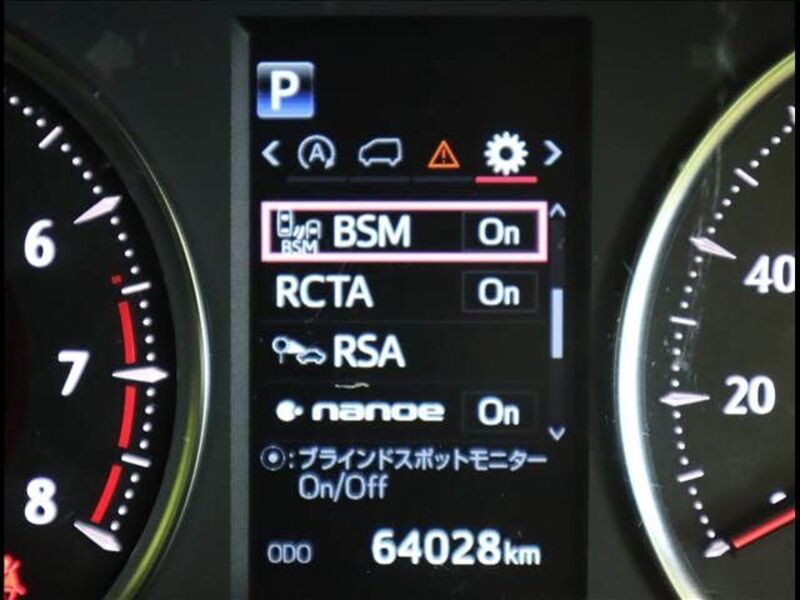 P
A
BSM BSM On
RCTA On
RSA
nanoe On
:ブラインドスポットモニター
On/Off
ODO 64028km
6
7
8
40
20